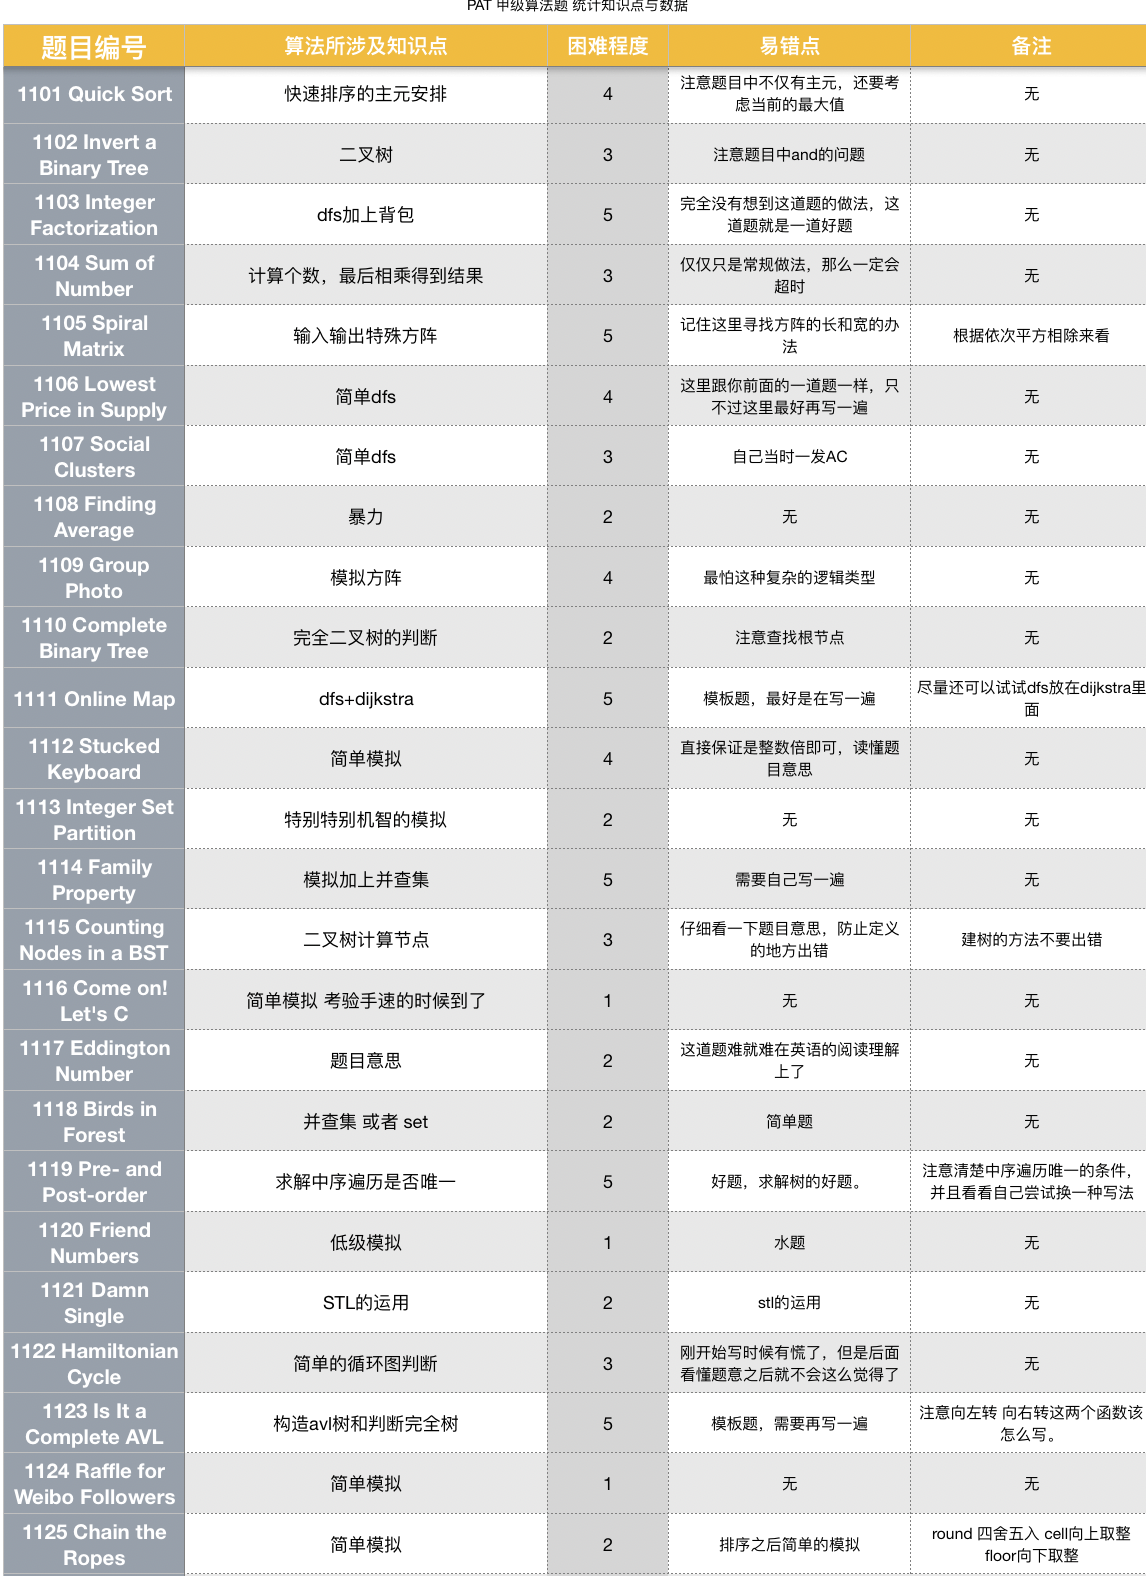 PAT 甲级算法题 统计知识点与数据
题目编号 算法所涉及知识点 困难程度 易错点 备注
1101 Quick Sort 快速排序的主元安排 4 注意题目中不仅有主元，还要考
虑当前的最大值 无
1102 Invert a
Binary Tree 二叉树 3 注意题目中and的问题 无
1103 Integer
Factorization dfs加上背包 5 完全没有想到这道题的做法，这
道题就是一道好题 无
1104 Sum of
Number 计算个数，最后相乘得到结果 3 仅仅只是常规做法，那么一定会
超时 无
1105 Spiral
Matrix 输入输出特殊方阵 5 记住这里寻找方阵的长和宽的办
法 根据依次平方相除来看
1106 Lowest
Price in Supply 简单dfs 4 这里跟你前面的一道题一样，只
不过这里最好再写一遍 无
1107 Social
Clusters 简单dfs 3 自己当时一发AC 无
1108 Finding
Average 暴力 2 无 无
1109 Group
Photo 模拟方阵 4 最怕这种复杂的逻辑类型 无
1110 Complete
Binary Tree 完全二叉树的判断 2 注意查找根节点 无
1111 Online Map dfs+dijkstra 5 模板题，最好是在写一遍 尽量还可以试试dfs放在dijkstra里
面
1112 Stucked
Keyboard 简单模拟 4 直接保证是整数倍即可，读懂题
目意思 无
1113 Integer Set
Partition 特别特别机智的模拟 2 无 无
1114 Family
Property 模拟加上并查集 5 需要自己写一遍 无
1115 Counting
Nodes in a BST 二叉树计算节点 3 仔细看一下题目意思，防止定义
的地方出错 建树的方法不要出错
1116 Come on!
Let's C 简单模拟 考验手速的时候到了 1 无 无
1117 Eddington
Number 题目意思 2 这道题难就难在英语的阅读理解
上了 无
1118 Birds in
Forest 并查集 或者 set 2 简单题 无
1119 Pre- and
Post-order 求解中序遍历是否唯一 5 好题，求解树的好题。 注意清楚中序遍历唯一的条件，
并且看看自己尝试换一种写法
1120 Friend
Numbers 低级模拟 1 水题 无
1121 Damn
Single STL的运用 2 stl的运用 无
1122 Hamiltonian
Cycle 简单的循环图判断 3 刚开始写时候有慌了，但是后面
看懂题意之后就不会这么觉得了 无
1123 Is It a
Complete AVL 构造avl树和判断完全树 5 模板题，需要再写一遍 注意向左转 向右转这两个函数该
怎么写。
1124 Raffle for
Weibo Followers 简单模拟 1 无 无
1125 Chain the
Ropes 简单模拟 2 排序之后简单的模拟 round 四舍五入 cell向上取整
floor向下取整